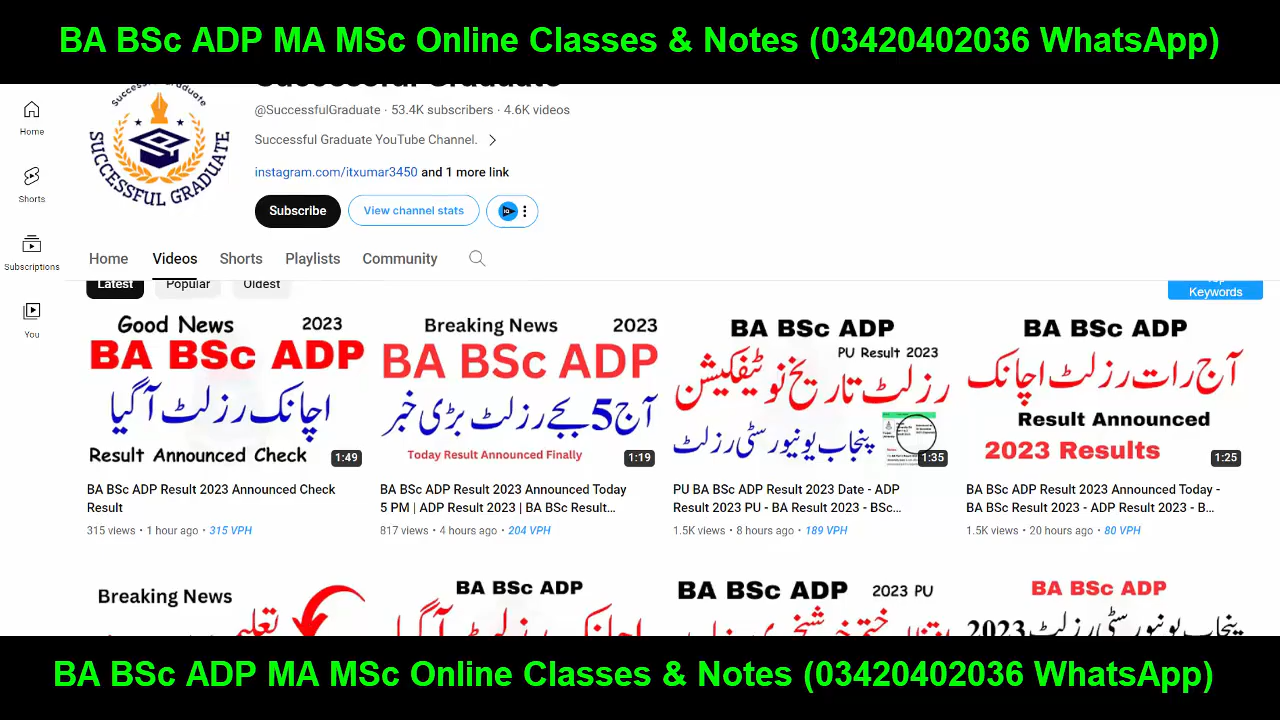 BA BSc ADP MA MSc Online Classes & Notes (03420402036 WhatsApp)
Successful Graduate
@SuccessfulGraduate · 53.4K subscribers · 4.6K videos
Successful Graduate YouTube Channel.
instagram.com/itxumar3450 and 1 more link
Subscribe
View channel stats
SUCCESSFUL GRADUATE
Home
Shorts
Subscriptions
You
Home Videos Shorts Playlists Community
Latest Popular Oldest
Keywords
Good News 2023
BA BSc ADP
اچانک رزلٹ آگیا
Result Announced Check
1:49
BA BSc ADP Result 2023 Announced Check
Result
315 views • 1 hour ago • 315 VPH
Breaking News 2023
BA BSc ADP
آج 5 بجے رزلٹ بڑی خبر
Today Result Announced Finally
1:19
BA BSc ADP Result 2023 Announced Today
5 PM | ADP Result 2023 | BA BSc Result...
817 views • 4 hours ago • 204 VPH
BA BSc ADP
PU Result 2023
رزلٹ تاریخ نوٹیفکیشن
پنجاب یونیورسٹی رزلٹ
1:35
PU BA BSc ADP Result 2023 Date - ADP
Result 2023 PU - BA Result 2023 - BSc...
1.5K views • 8 hours ago • 189 VPH
BA BSc ADP
آج رات رزلٹ اچانک
Result Announced
2023 Results
1:25
BA BSc ADP Result 2023 Announced Today -
BA BSc Result 2023 - ADP Result 2023 - B...
1.5K views • 20 hours ago • 80 VPH
Breaking News
BA BSc ADP
اچانک رزلٹ آگیا
BA BSc ADP 2023 PU
BA BSc ADP
پنجاب یونیورسٹی رزلٹ 2023
BA BSc ADP MA MSc Online Classes & Notes (03420402036 WhatsApp)